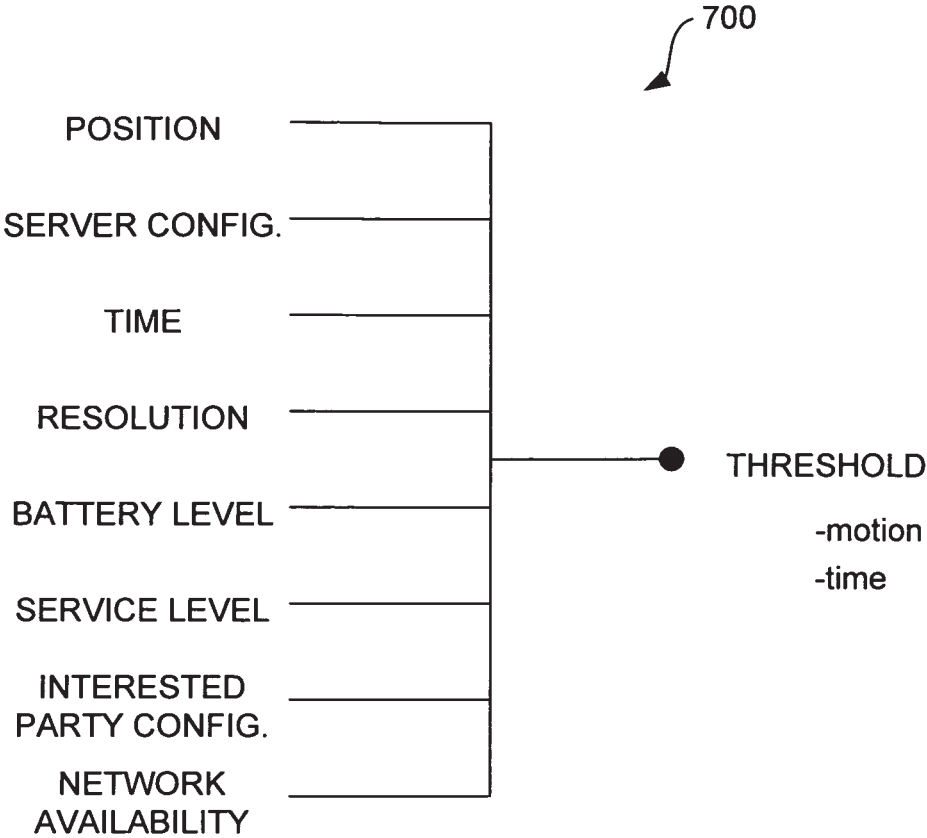 700
POSITION
SERVER CONFIG.
TIME
RESOLUTION
BATTERY LEVEL
THRESHOLD
-motion
-time
SERVICE LEVEL
INTERESTED
PARTY CONFIG.
NETWORK
AVAILABILITY